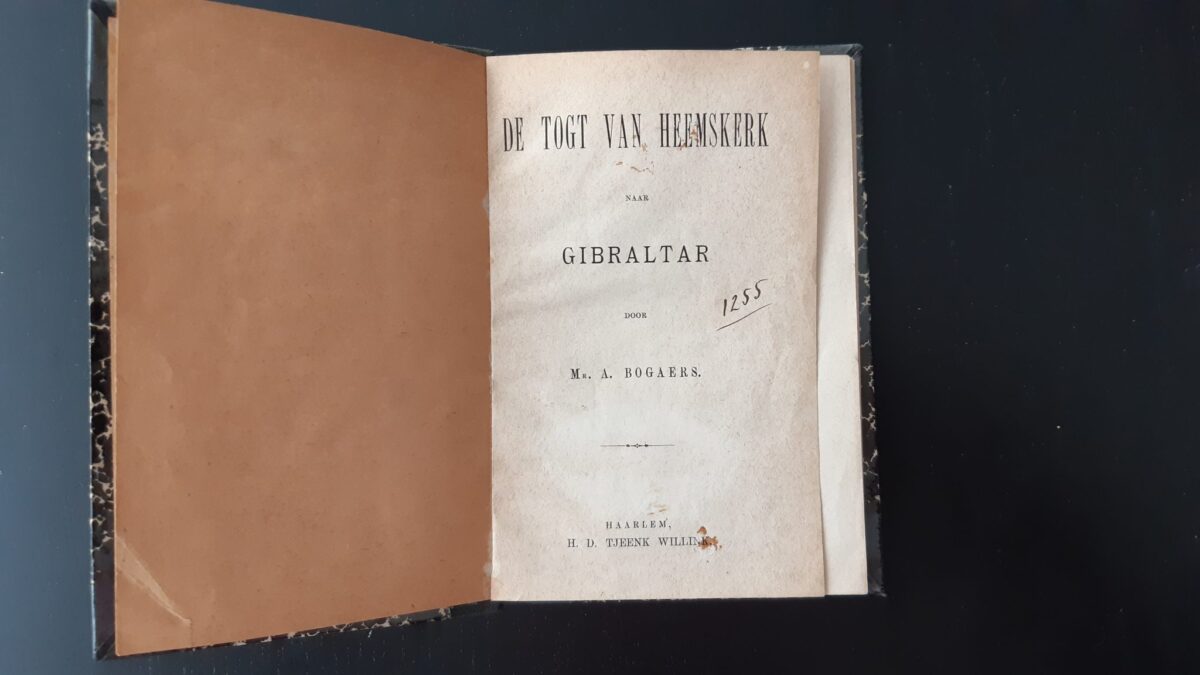 DE TOGT VAN HEEMSKERK
NAAR
GIBRALTAR
1255
DOOR
MR. A. BOGAERS.
HAARLEM,
H. D. TJEENK WILLINK.